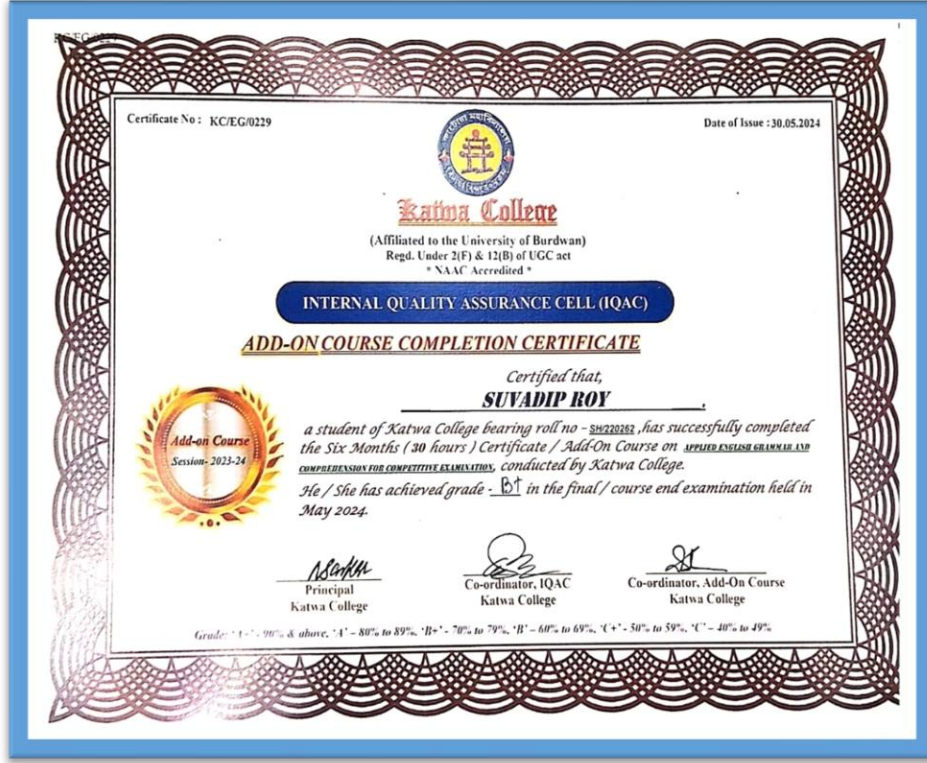 KC/EG/0229
Certificate No : KC/EG/0229
Date of Issue : 30.05.2024
Katwa College
(Affiliated to the University of Burdwan)
Regd. Under 2(F) & 12(B) of UGC act
* NAAC Accredited *
INTERNAL QUALITY ASSURANCE CELL (IQAC)
ADD-ON COURSE COMPLETION CERTIFICATE
Certified that,
SUVADIP ROY,
Add-on Course
Session- 2023-24
a student of Katwa College bearing roll no - SH/220262 ,has successfully completed
the Six Months ( 30 hours ) Certificate / Add-On Course on APPLIED ENGLISH GRAMMAR AND
COMPREHENSION FOR COMPETITIVE EXAMINATION, conducted by Katwa College.
He / She has achieved grade - B+ in the final / course end examination held in
May 2024.
Principal
Katwa College
Co-ordinator, IQAC
Katwa College
Co-ordinator, Add-On Course
Katwa College
Grade: 'A+' - 90% & above, 'A' – 80% to 89%, 'B+' - 70% to 79%, 'B' – 60% to 69%, 'C+' - 50% to 59%, 'C' – 40% to 49%